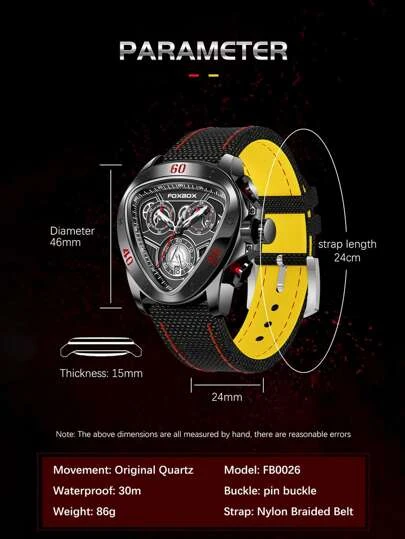 PARAMETER
60
FOXBOX
Diameter
46mm
40
strap length
24cm
Thickness: 15mm
24mm
Note: The above dimensions are all measured by hand, there are reasonable errors
Movement: Original Quartz
Model: FB0026
Waterproof: 30m
Buckle: pin buckle
Weight: 86g
Strap: Nylon Braided Belt